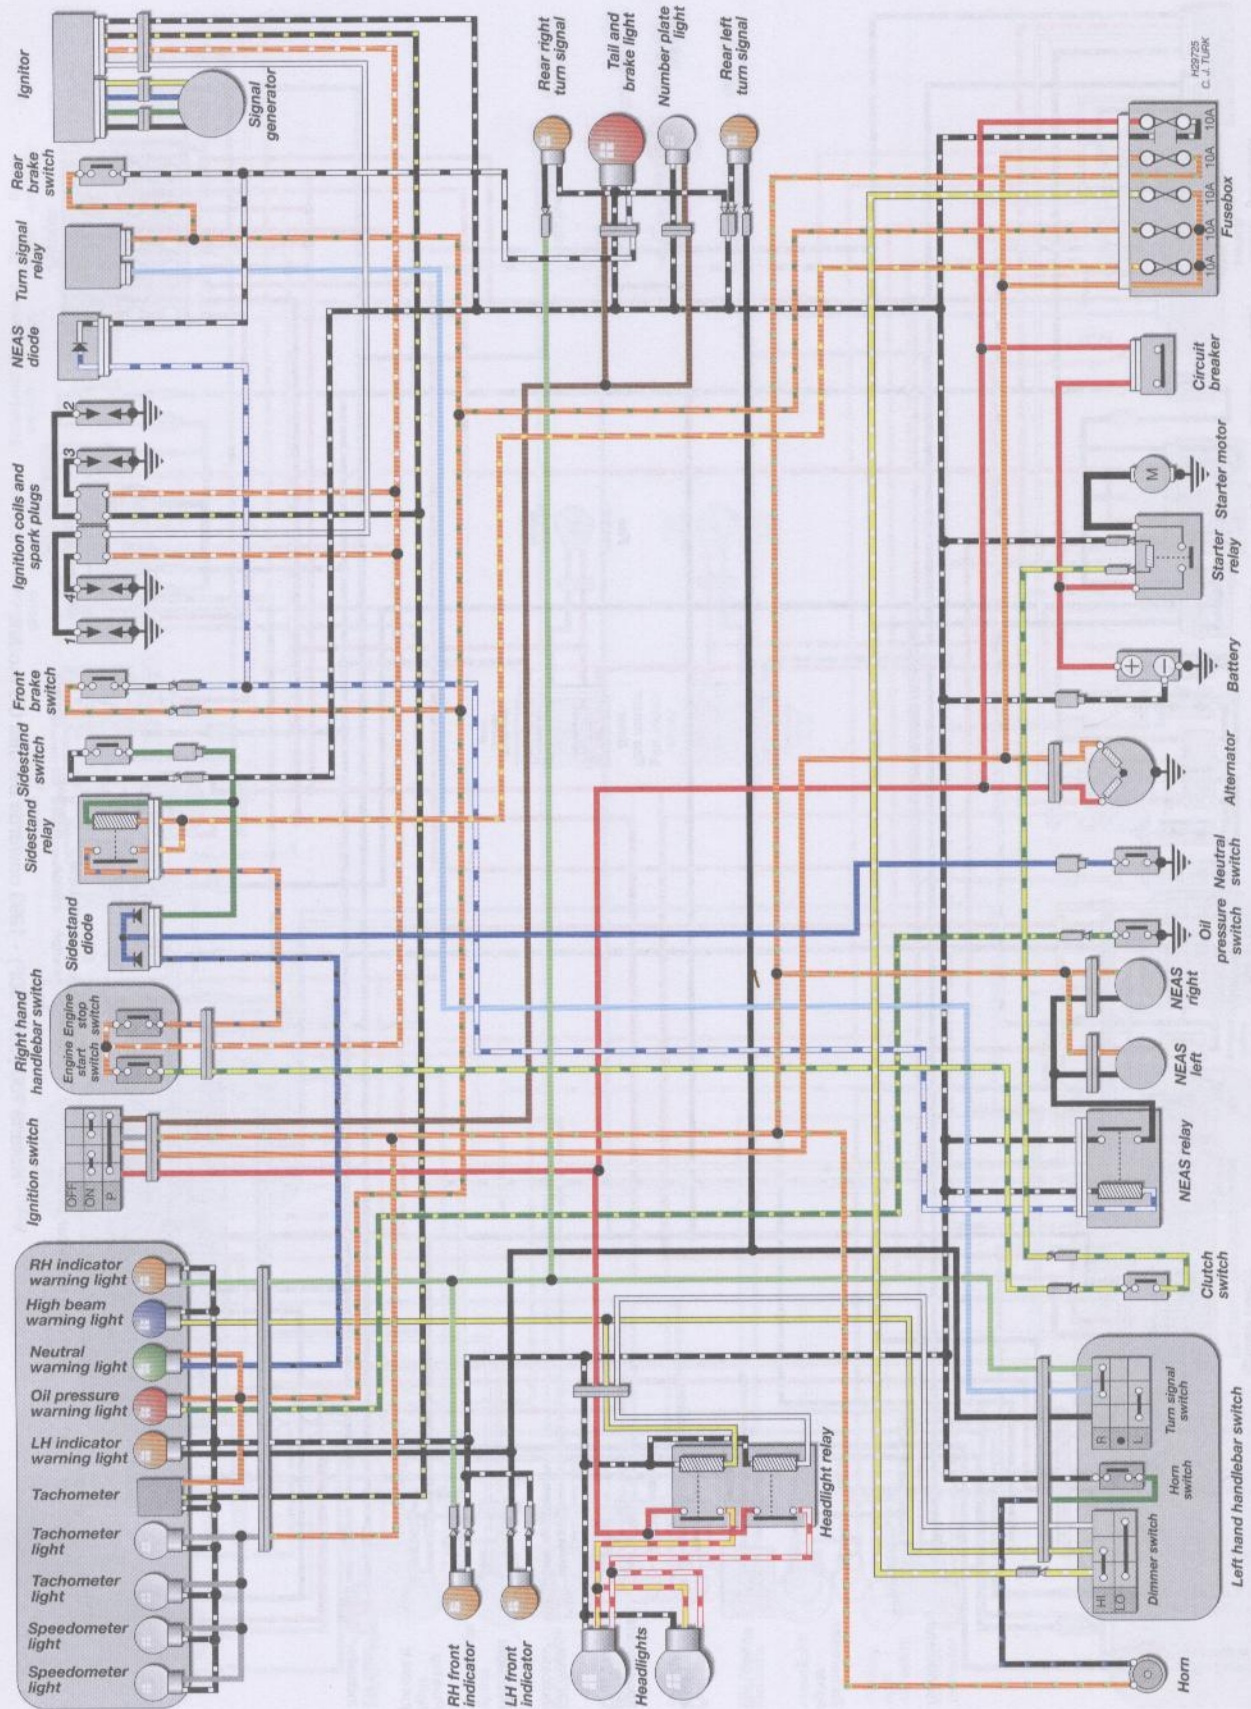 Ignitor
Signal
generator
Rear
brake
switch
Turn signal
relay
NEAS
diode
2
3
4
1
Ignition coils and
spark plugs
Front
brake
switch
Sidestand
switch
Sidestand
relay
Sidestand
diode
Right hand
handlebar switch
Engine
stop
switch
Engine
start
switch
Ignition switch
OFF
ON
P
RH indicator
warning light
High beam
warning light
Neutral
warning light
Oil pressure
warning light
LH indicator
warning light
Tachometer
Tachometer
light
Tachometer
light
Speedometer
light
Speedometer
light
Rear right
turn signal
Tail and
brake light
Number plate
light
Rear left
turn signal
RH front
indicator
LH front
indicator
Headlights
Headlight relay
H29725
C. J. TURK
10A
10A
10A
10A
10A
Fusebox
Circuit
breaker
M
Starter motor
Starter
relay
Battery
Alternator
Neutral
switch
Oil
pressure
switch
NEAS
right
NEAS
left
NEAS relay
Clutch
switch
R
L
Turn signal
switch
Horn
switch
HI
LO
Dimmer switch
Left hand handlebar switch
Horn